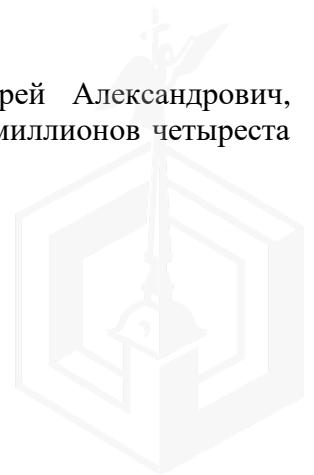 рей Александрович,
миллионов четыреста